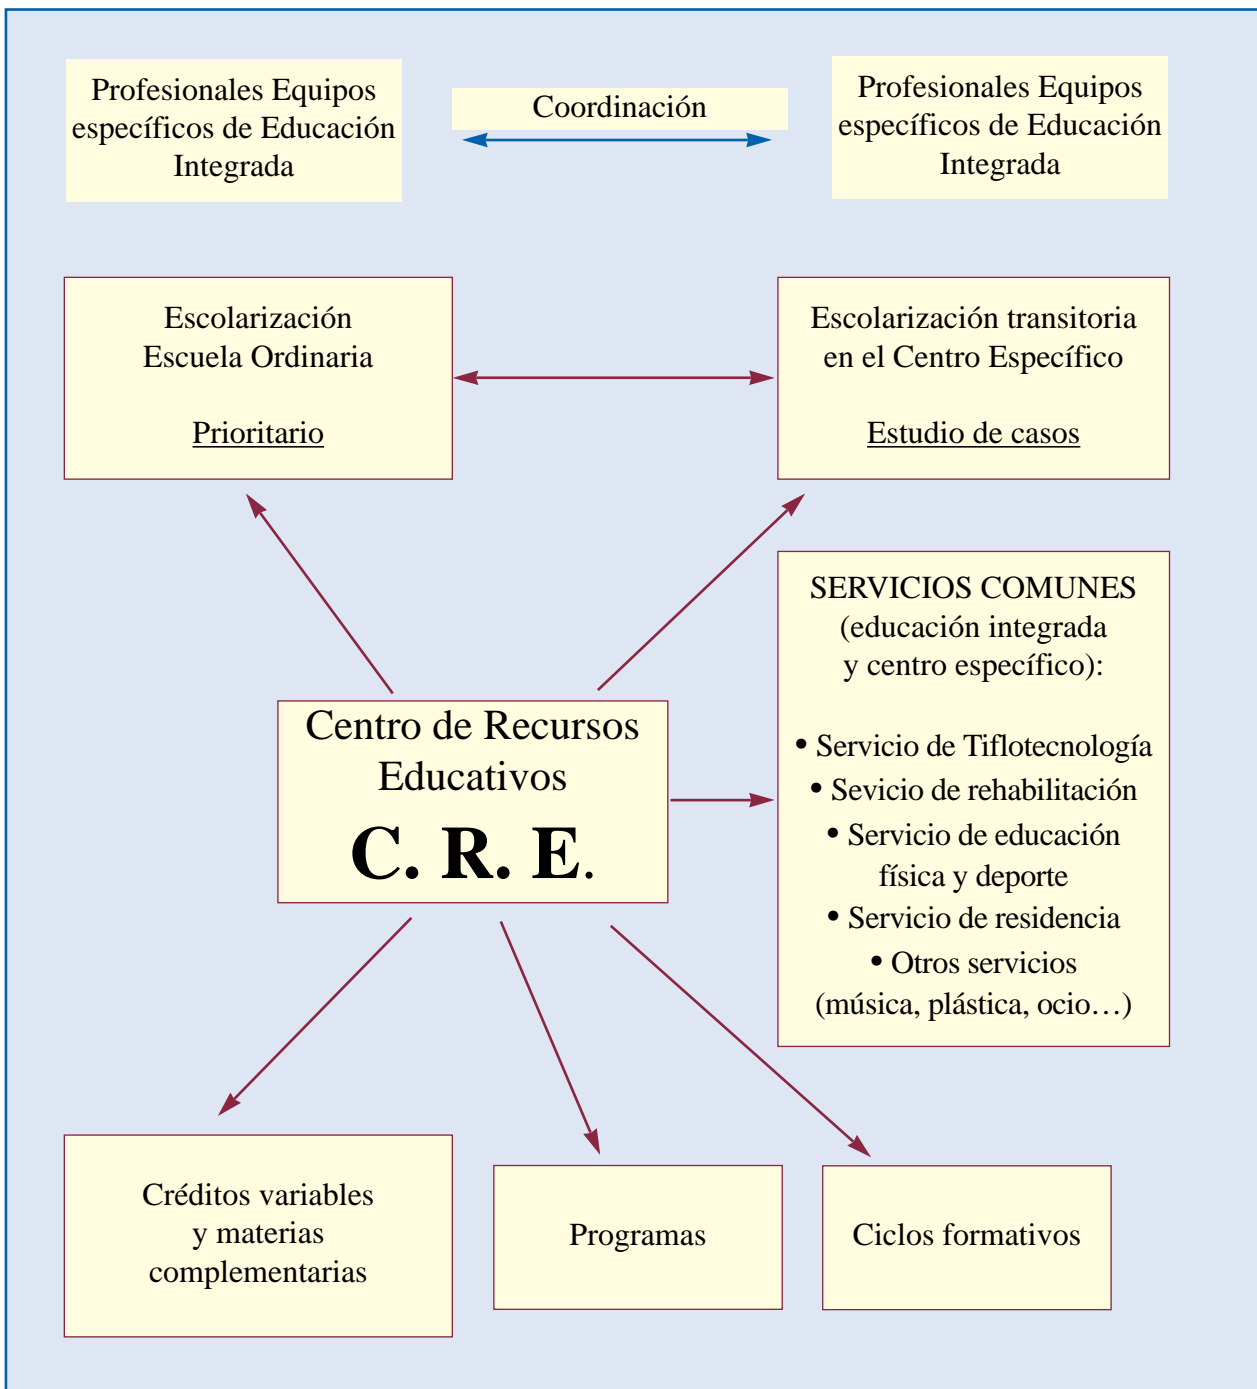 Profesionales Equipos
específicos de Educación
Integrada
Coordinación
Profesionales Equipos
específicos de Educación
Integrada
Escolarización
Escuela Ordinaria
Prioritario
Escolarización transitoria
en el Centro Específico
Estudio de casos
SERVICIOS COMUNES
(educación integrada
y centro específico):
• Servicio de Tiflotecnología
• Sevicio de rehabilitación
• Servicio de educación
física y deporte
• Servicio de residencia
• Otros servicios
(música, plástica, ocio…)
Centro de Recursos
Educativos
C. R. E.
Créditos variables
y materias
complementarias
Programas
Ciclos formativos